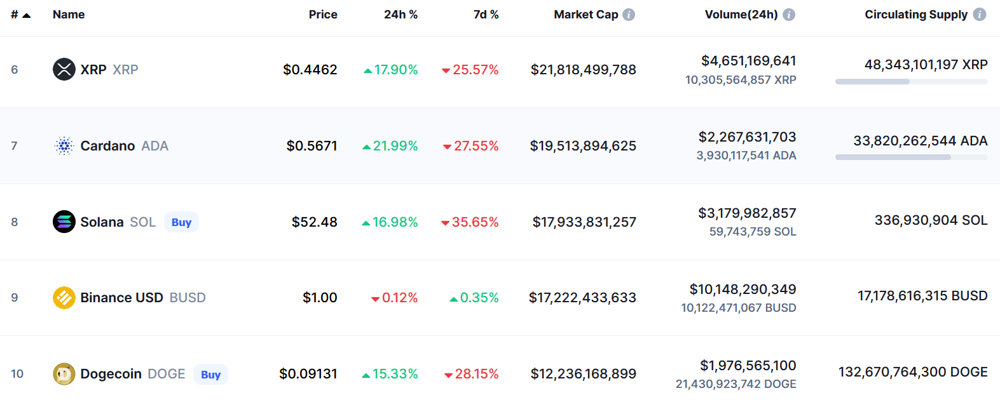 # Name Price 24h % 7d % Market Cap Volume(24h) Circulating Supply
6 XRP XRP $0.4462 17.90% 25.57% $21,818,499,788 $4,651,169,641 48,343,101,197 XRP
10,305,564,857 XRP
7 Cardano ADA $0.5671 21.99% 27.55% $19,513,894,625 $2,267,631,703 33,820,262,544 ADA
3,930,117,541 ADA
8 Solana SOL Buy $52.48 16.98% 35.65% $17,933,831,257 $3,179,982,857 336,930,904 SOL
59,743,759 SOL
9 Binance USD BUSD $1.00 0.12% 0.35% $17,222,433,633 $10,148,290,349 17,178,616,315 BUSD
10,122,471,067 BUSD
10 Dogecoin DOGE Buy $0.09131 15.33% 28.15% $12,236,168,899 $1,976,565,100 132,670,764,300 DOGE
21,430,923,742 DOGE